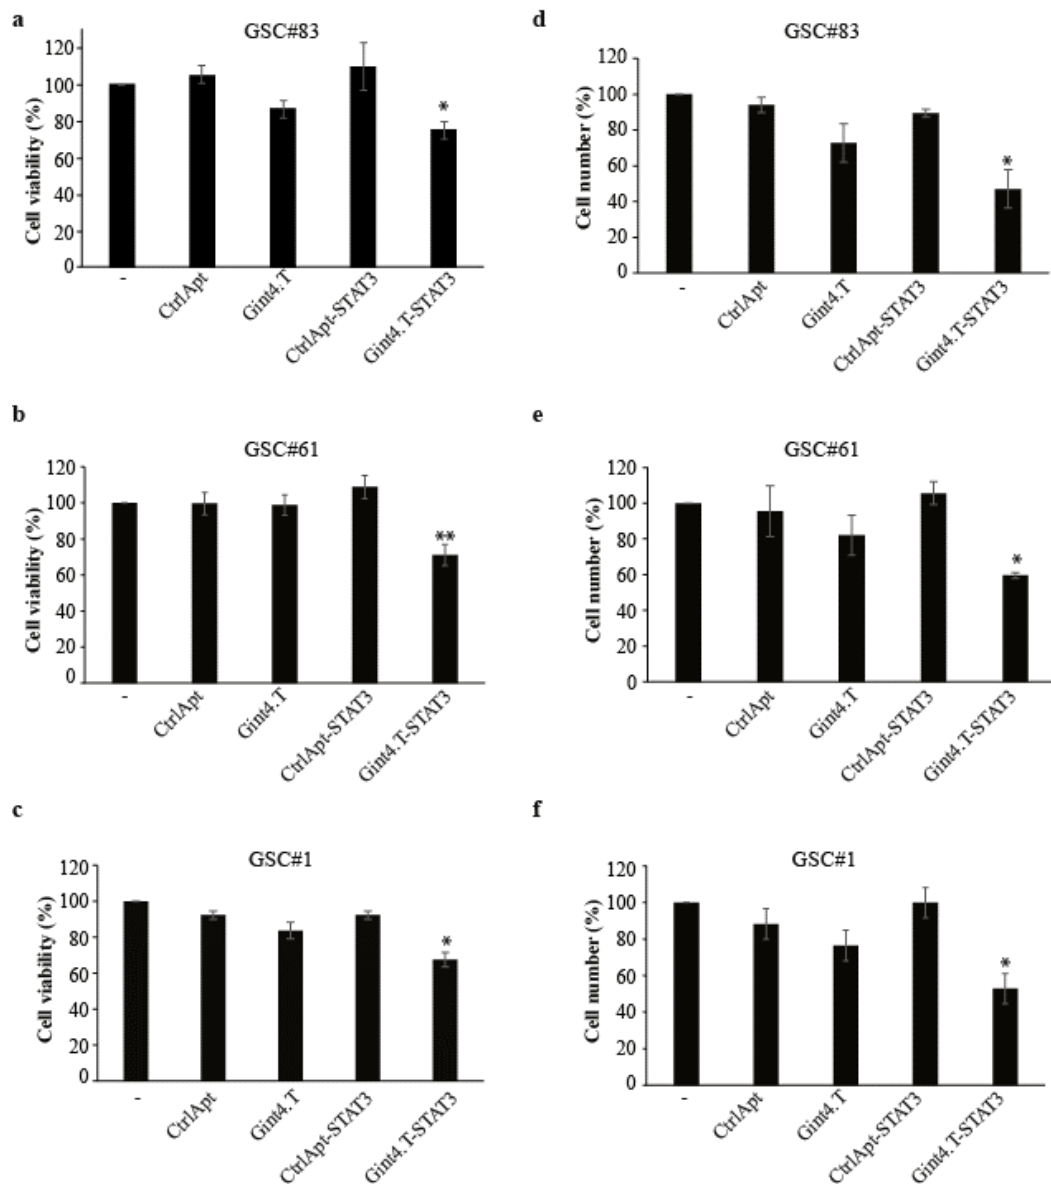 a
GSC#83
Cell viability (%)
120
100
80
60
40
20
0
*
-
CtrlApt
Gint4.T
CtrlApt-STAT3
Gint4.T-STAT3
d
GSC#83
Cell number (%)
120
100
80
60
40
20
0
*
-
CtrlApt
Gint4.T
CtrlApt-STAT3
Gint4.T-STAT3
b
GSC#61
Cell viability (%)
120
100
80
60
40
20
0
**
-
CtrlApt
Gint4.T
CtrlApt-STAT3
Gint4.T-STAT3
e
GSC#61
Cell number (%)
120
100
80
60
40
20
0
*
-
CtrlApt
Gint4.T
CtrlApt-STAT3
Gint4.T-STAT3
c
GSC#1
Cell viability (%)
120
100
80
60
40
20
0
*
-
CtrlApt
Gint4.T
CtrlApt-STAT3
Gint4.T-STAT3
f
GSC#1
Cell number (%)
120
100
80
60
40
20
0
*
-
CtrlApt
Gint4.T
CtrlApt-STAT3
Gint4.T-STAT3